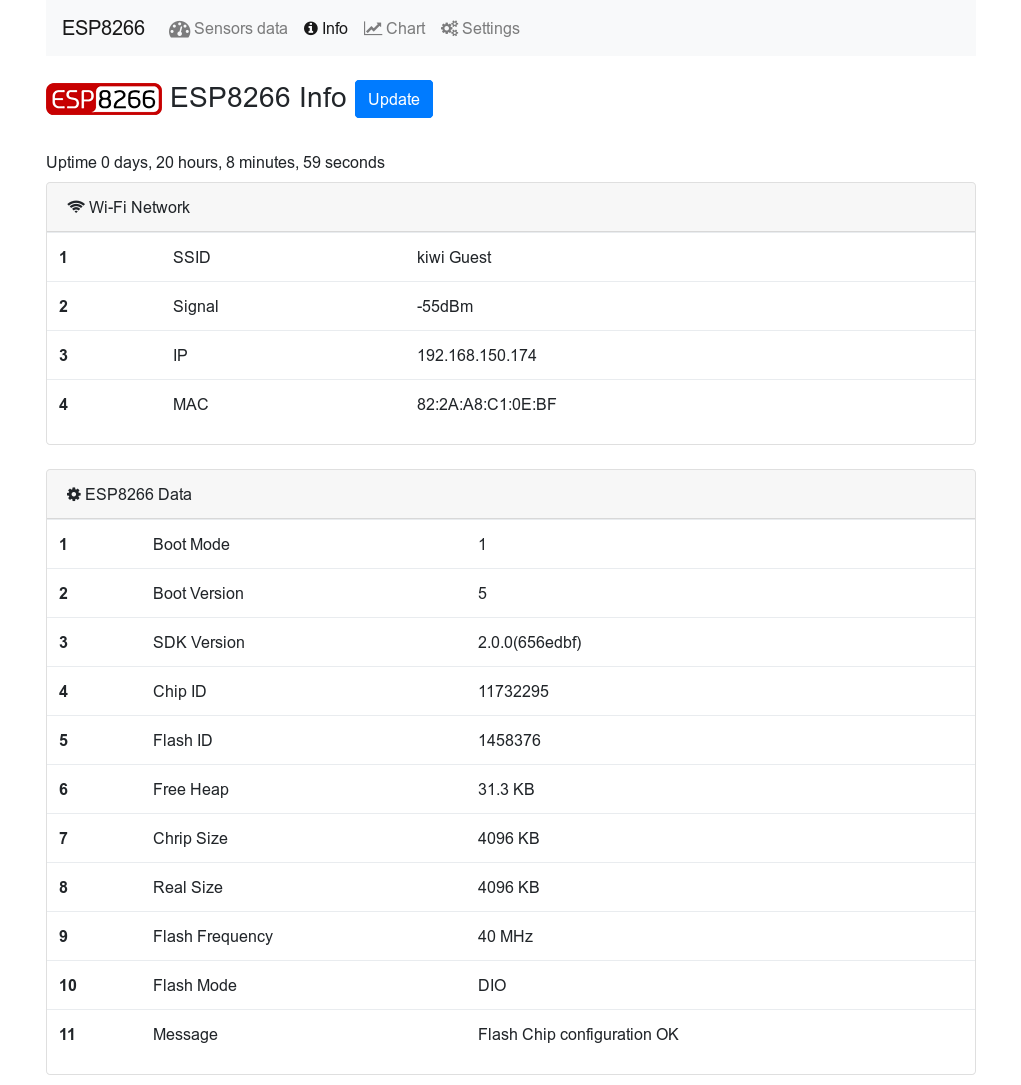 ESP8266 Sensors data Info Chart Settings
ESP8266 ESP8266 Info Update
Uptime 0 days, 20 hours, 8 minutes, 59 seconds
Wi-Fi Network
1 SSID kiwi Guest
2 Signal -55dBm
3 IP 192.168.150.174
4 MAC 82:2A:A8:C1:0E:BF
ESP8266 Data
1 Boot Mode 1
2 Boot Version 5
3 SDK Version 2.0.0(656edbf)
4 Chip ID 11732295
5 Flash ID 1458376
6 Free Heap 31.3 KB
7 Chrip Size 4096 KB
8 Real Size 4096 KB
9 Flash Frequency 40 MHz
10 Flash Mode DIO
11 Message Flash Chip configuration OK